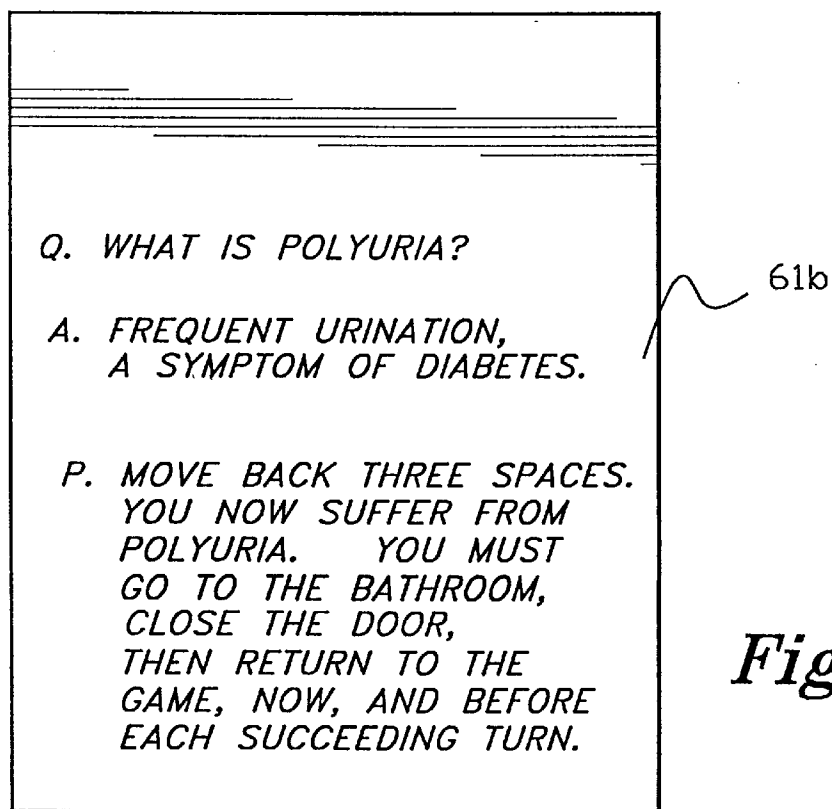 Q. WHAT IS POLYURIA?
A. FREQUENT URINATION,
A SYMPTOM OF DIABETES.
61b
P. MOVE BACK THREE SPACES.
YOU NOW SUFFER FROM
POLYURIA. YOU MUST
GO TO THE BATHROOM,
CLOSE THE DOOR,
THEN RETURN TO THE
GAME, NOW, AND BEFORE
EACH SUCCEEDING TURN.
Fig